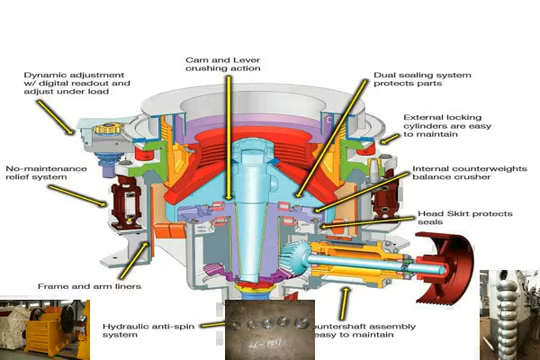 Cam and Lever
crushing action
Dynamic adjustment
w/ digital readout and
adjust under load
Dual sealing system
protects parts
External locking
cylinders are easy
to maintain
No-maintenance
relief system
Internal counterweights
balance crusher
Head Skirt protects
seals
Frame and arm liners
Hydraulic anti-spin
system
ountershaft assembly
easy to maintain